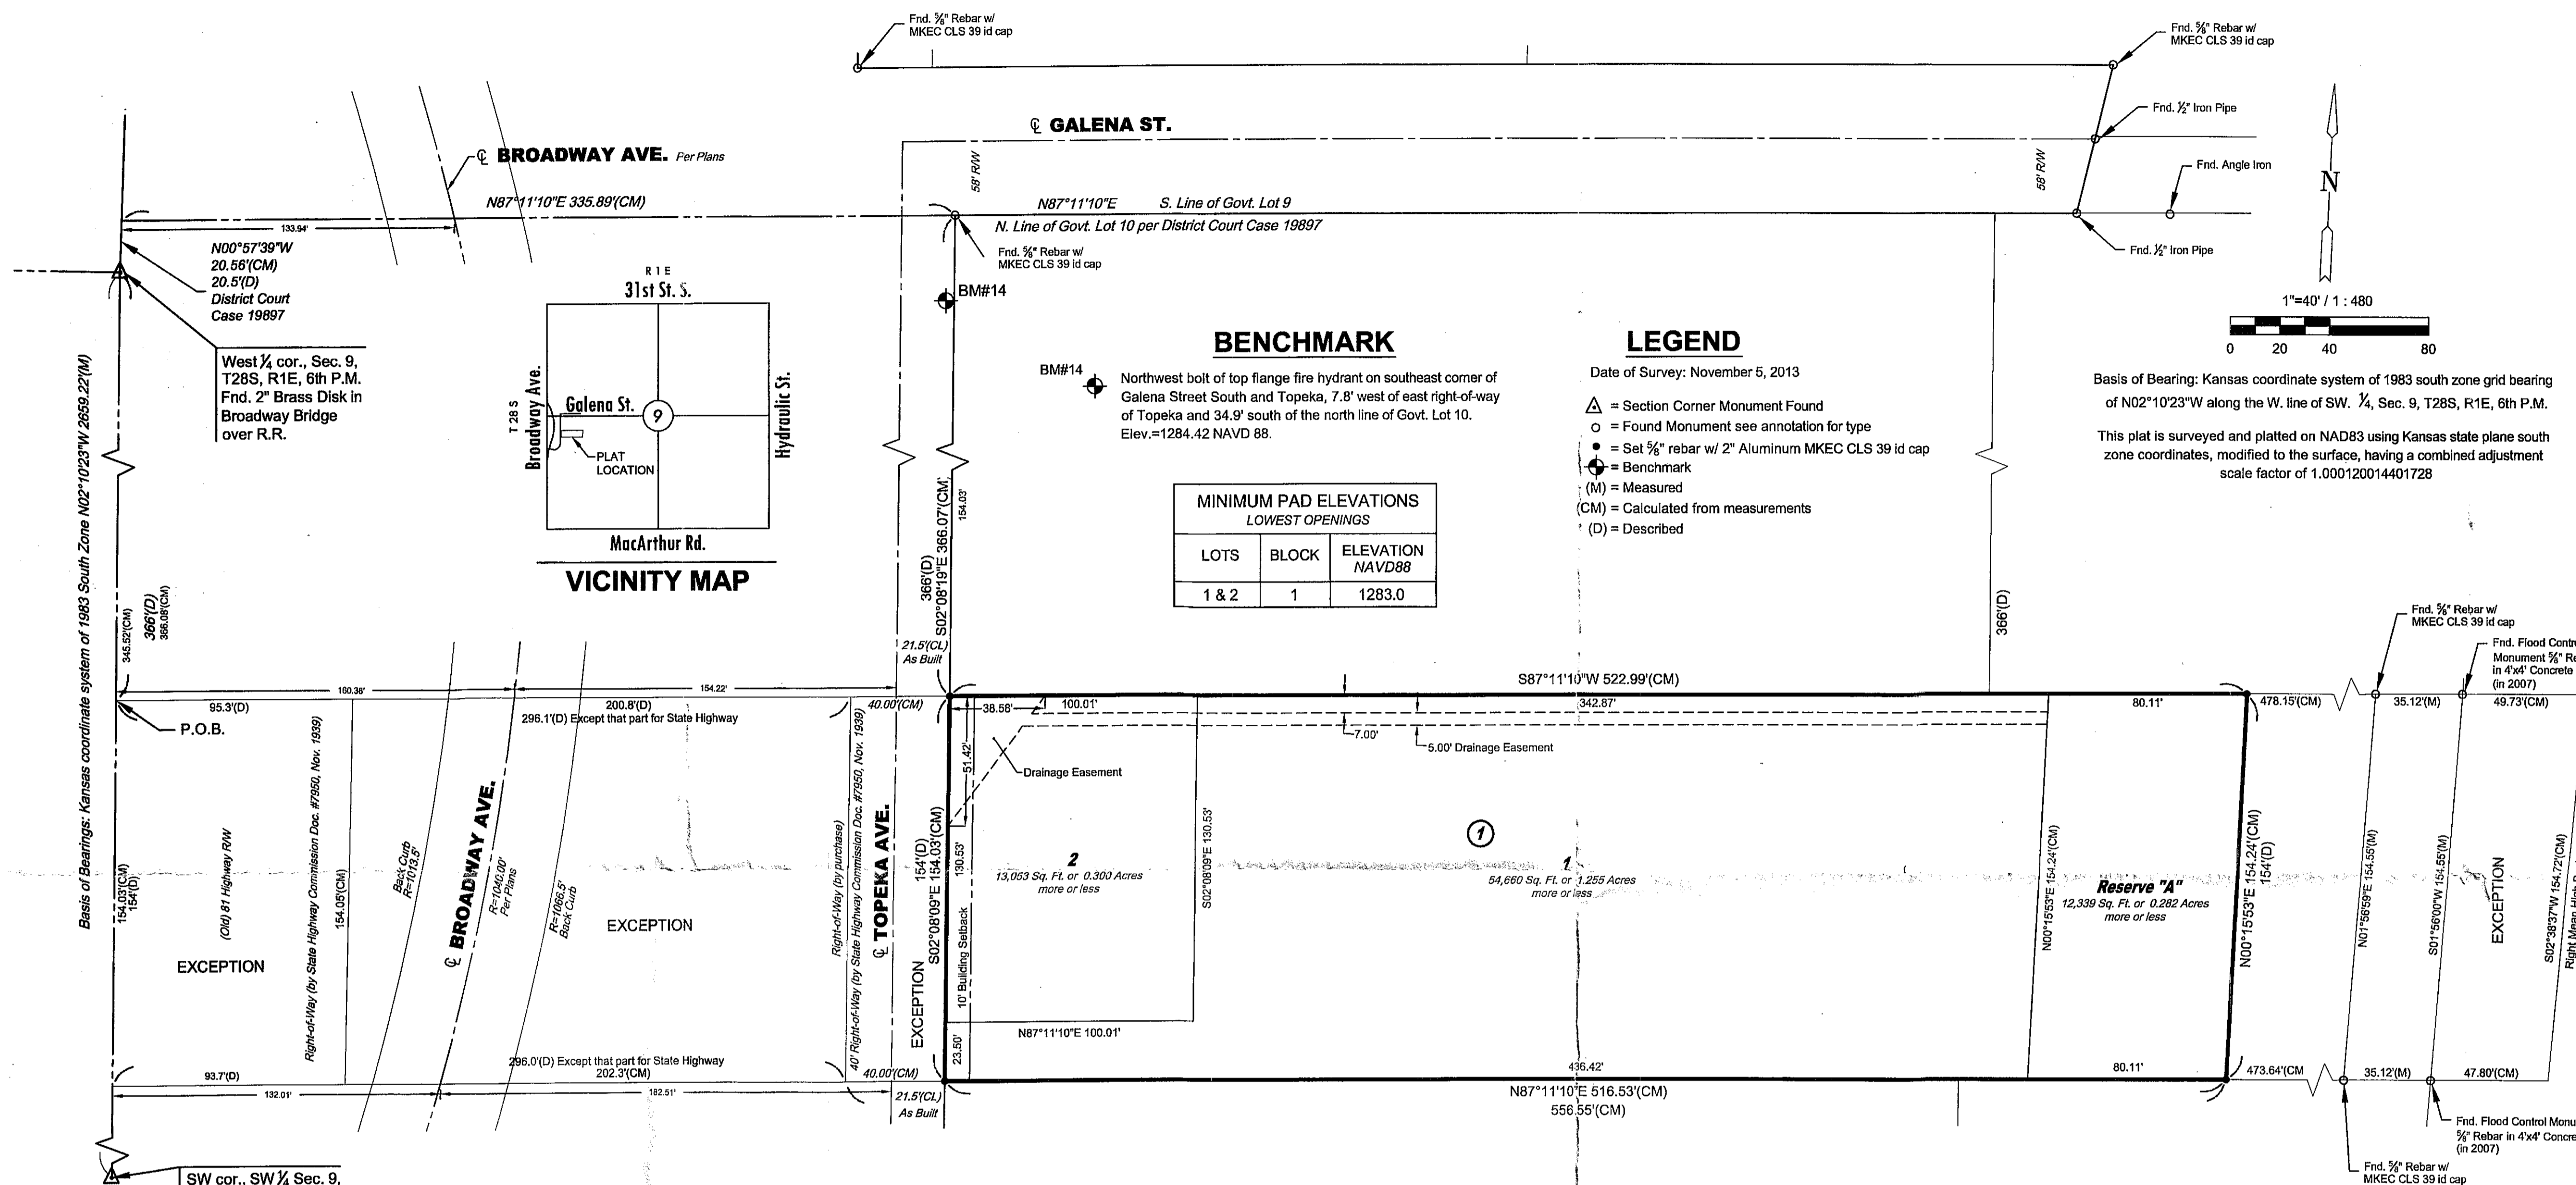 Fnd. ⅝" Rebar w/
MKEC CLS 39 id cap
Fnd. ⅝" Rebar w/
MKEC CLS 39 id cap
Fnd. ½" Iron Pipe
Fnd. Angle Iron
Fnd. ½" Iron Pipe
℄ GALENA ST.
℄ BROADWAY AVE. Per Plans
58' R/W
58' R/W
N87°11'10"E 335.89'(CM)
133.94'
N87°11'10"E S. Line of Govt. Lot 9
N. Line of Govt. Lot 10 per District Court Case 19897
Fnd. ⅝" Rebar w/
MKEC CLS 39 id cap
BM#14
N00°57'39"W
20.56'(CM)
20.5'(D)
District Court
Case 19897
West ¼ cor., Sec. 9,
T28S, R1E, 6th P.M.
Fnd. 2" Brass Disk in
Broadway Bridge
over R.R.
R 1 E
31st St. S.
T 28 S
Broadway Ave.
Galena St.
9
Hydraulic St.
PLAT
LOCATION
MacArthur Rd.
VICINITY MAP
BENCHMARK
BM#14
Northwest bolt of top flange fire hydrant on southeast corner of
Galena Street South and Topeka, 7.8' west of east right-of-way
of Topeka and 34.9' south of the north line of Govt. Lot 10.
Elev.=1284.42 NAVD 88.
MINIMUM PAD ELEVATIONS
LOWEST OPENINGS
LOTS BLOCK ELEVATION
NAVD88
1 & 2 1 1283.0
LEGEND
Date of Survey: November 5, 2013
= Section Corner Monument Found
= Found Monument see annotation for type
= Set ⅝" rebar w/ 2" Aluminum MKEC CLS 39 id cap
= Benchmark
(M) = Measured
(CM) = Calculated from measurements
(D) = Described
N
1"=40' / 1 : 480
0 20 40 80
Basis of Bearing: Kansas coordinate system of 1983 south zone grid bearing
of N02°10'23"W along the W. line of SW. ¼, Sec. 9, T28S, R1E, 6th P.M.
This plat is surveyed and platted on NAD83 using Kansas state plane south
zone coordinates, modified to the surface, having a combined adjustment
scale factor of 1.000120014401728
Basis of Bearings: Kansas coordinate system of 1983 South Zone N02°10'23"W 2659.22'(M)
345.52'(CM)
366'(D)
366.08'(CM)
366'(D)
S02°08'19"E 366.07'(CM)
154.03'
366'(D)
21.5'(CL)
As Built
160.38'
154.22'
95.3'(D)
200.8'(D)
296.1'(D) Except that part for State Highway
40.00'(CM)
P.O.B.
S87°11'10"W 522.99'(CM)
38.58'
100.01'
342.87'
80.11'
478.15'(CM)
35.12'(M)
49.73'(CM)
Fnd. ⅝" Rebar w/
MKEC CLS 39 id cap
Fnd. Flood Contr
Monument ⅝" Re
in 4'x4' Concrete
(in 2007)
7.00'
5.00' Drainage Easement
Drainage Easement
51.42'
154.03'(CM)
154'(D)
(Old) 81 Highway R/W
EXCEPTION
Right-of-Way (by State Highway Commission Doc. #7950, Nov. 1939)
154.05'(CM)
Back Curb
R=1013.5'
℄ BROADWAY AVE.
R=1040.00'
Per Plans
R=1066.5'
Back Curb
EXCEPTION
Right-of-Way (by purchase)
40' Right-of-Way (by State Highway Commission Doc. #7950, Nov. 1939)
℄ TOPEKA AVE.
EXCEPTION
154'(D)
S02°08'09"E 154.03'(CM)
130.53'
10' Building Setback
23.50'
2
13,053 Sq. Ft. or 0.300 Acres
more or less
S02°08'09"E 130.53'
N87°11'10"E 100.01'
1
1
54,660 Sq. Ft. or 1.255 Acres
more or less
N00°15'53"E 154.24'(CM)
Reserve "A"
12,339 Sq. Ft. or 0.282 Acres
more or less
N00°15'53"E 154.24'(CM)
154'(D)
N01°56'59"E 154.55'(M)
S01°56'00"W 154.55'(M)
EXCEPTION
S02°38'37"W 154.72'(CM)
Right Mean High
296.0'(D) Except that part for State Highway
93.7'(D)
202.3'(CM)
40.00'(CM)
132.01'
182.51'
21.5'(CL)
As Built
436.42'
80.11'
N87°11'10"E 516.53'(CM)
556.55'(CM)
473.64'(CM)
35.12'(M)
47.80'(CM)
Fnd. Flood Control Monu
⅝" Rebar in 4'x4' Concre
(in 2007)
Fnd. ⅝" Rebar w/
MKEC CLS 39 id cap
SW cor., SW ¼ Sec. 9,